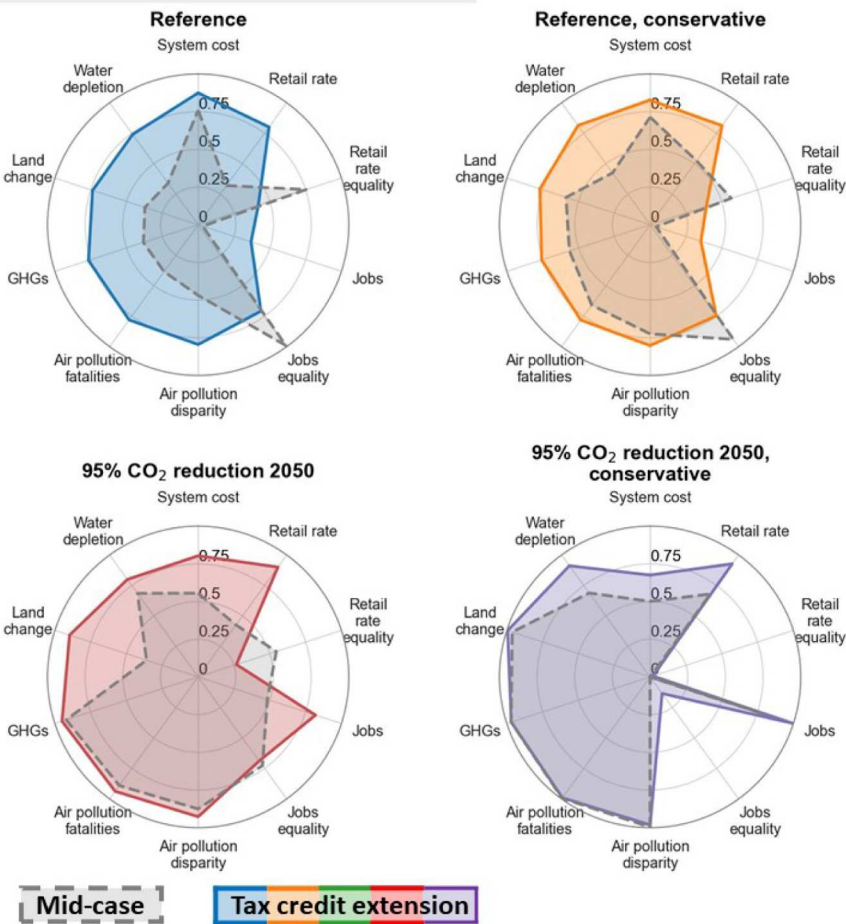 Reference
System cost
Retail rate
Retail
rate
equality
Jobs
Jobs
equality
Air pollution
disparity
Air pollution
fatalities
GHGs
Land
change
Water
depletion
0.75
0.5
0.25
0
Reference, conservative
System cost
Retail rate
Retail
rate
equality
Jobs
Jobs
equality
Air pollution
disparity
Air pollution
fatalities
GHGs
Land
change
Water
depletion
0.75
0.5
0.25
0
95% CO₂ reduction 2050
System cost
Retail rate
Retail
rate
equality
Jobs
Jobs
equality
Air pollution
disparity
Air pollution
fatalities
GHGs
Land
change
Water
depletion
0.75
0.5
0.25
0
95% CO₂ reduction 2050,
conservative
System cost
Retail rate
Retail
rate
equality
Jobs
Jobs
equality
Air pollution
disparity
Air pollution
fatalities
GHGs
Land
change
Water
depletion
0.75
0.5
0.25
0
Mid-case
Tax credit extension